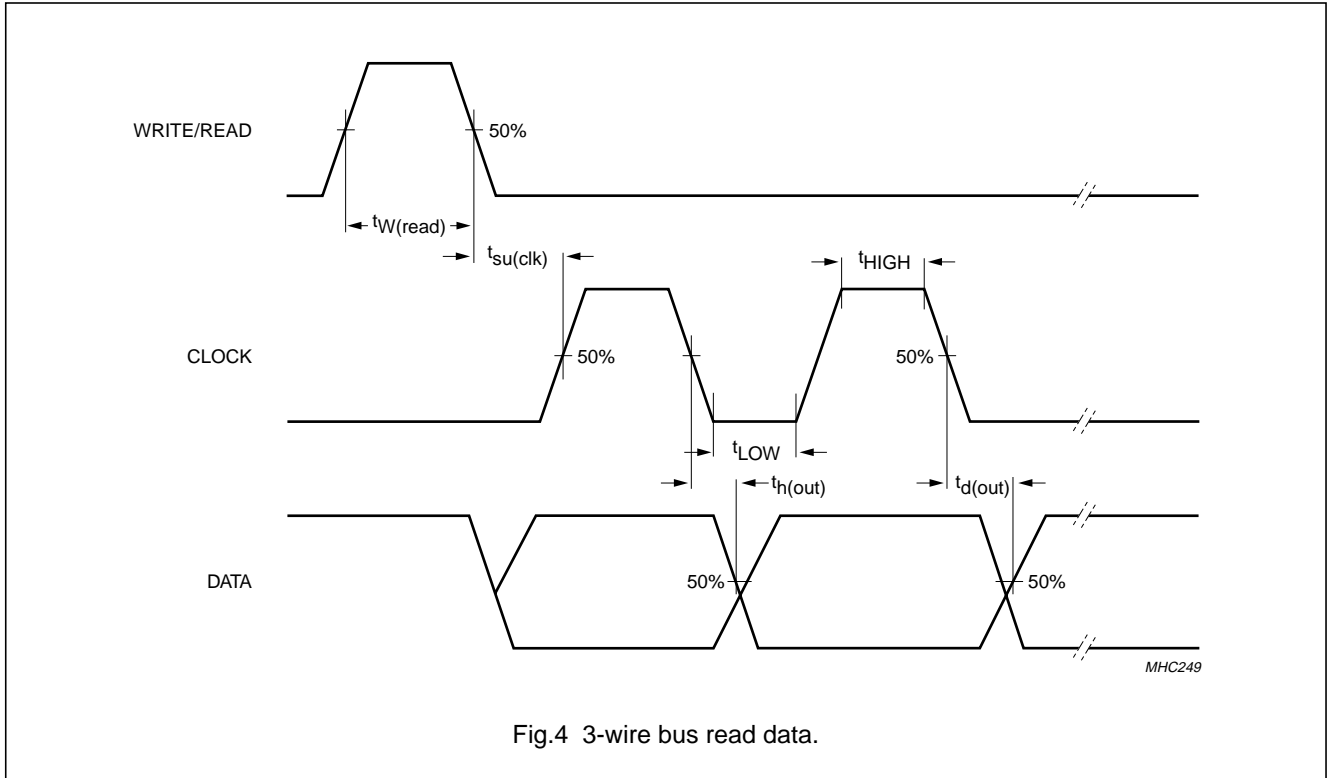 WRITE/READ
50%
tW(read)
tsu(clk)
tHIGH
CLOCK
50%
50%
tLOW
th(out)
td(out)
DATA
50%
50%
MHC249
Fig.4 3-wire bus read data.